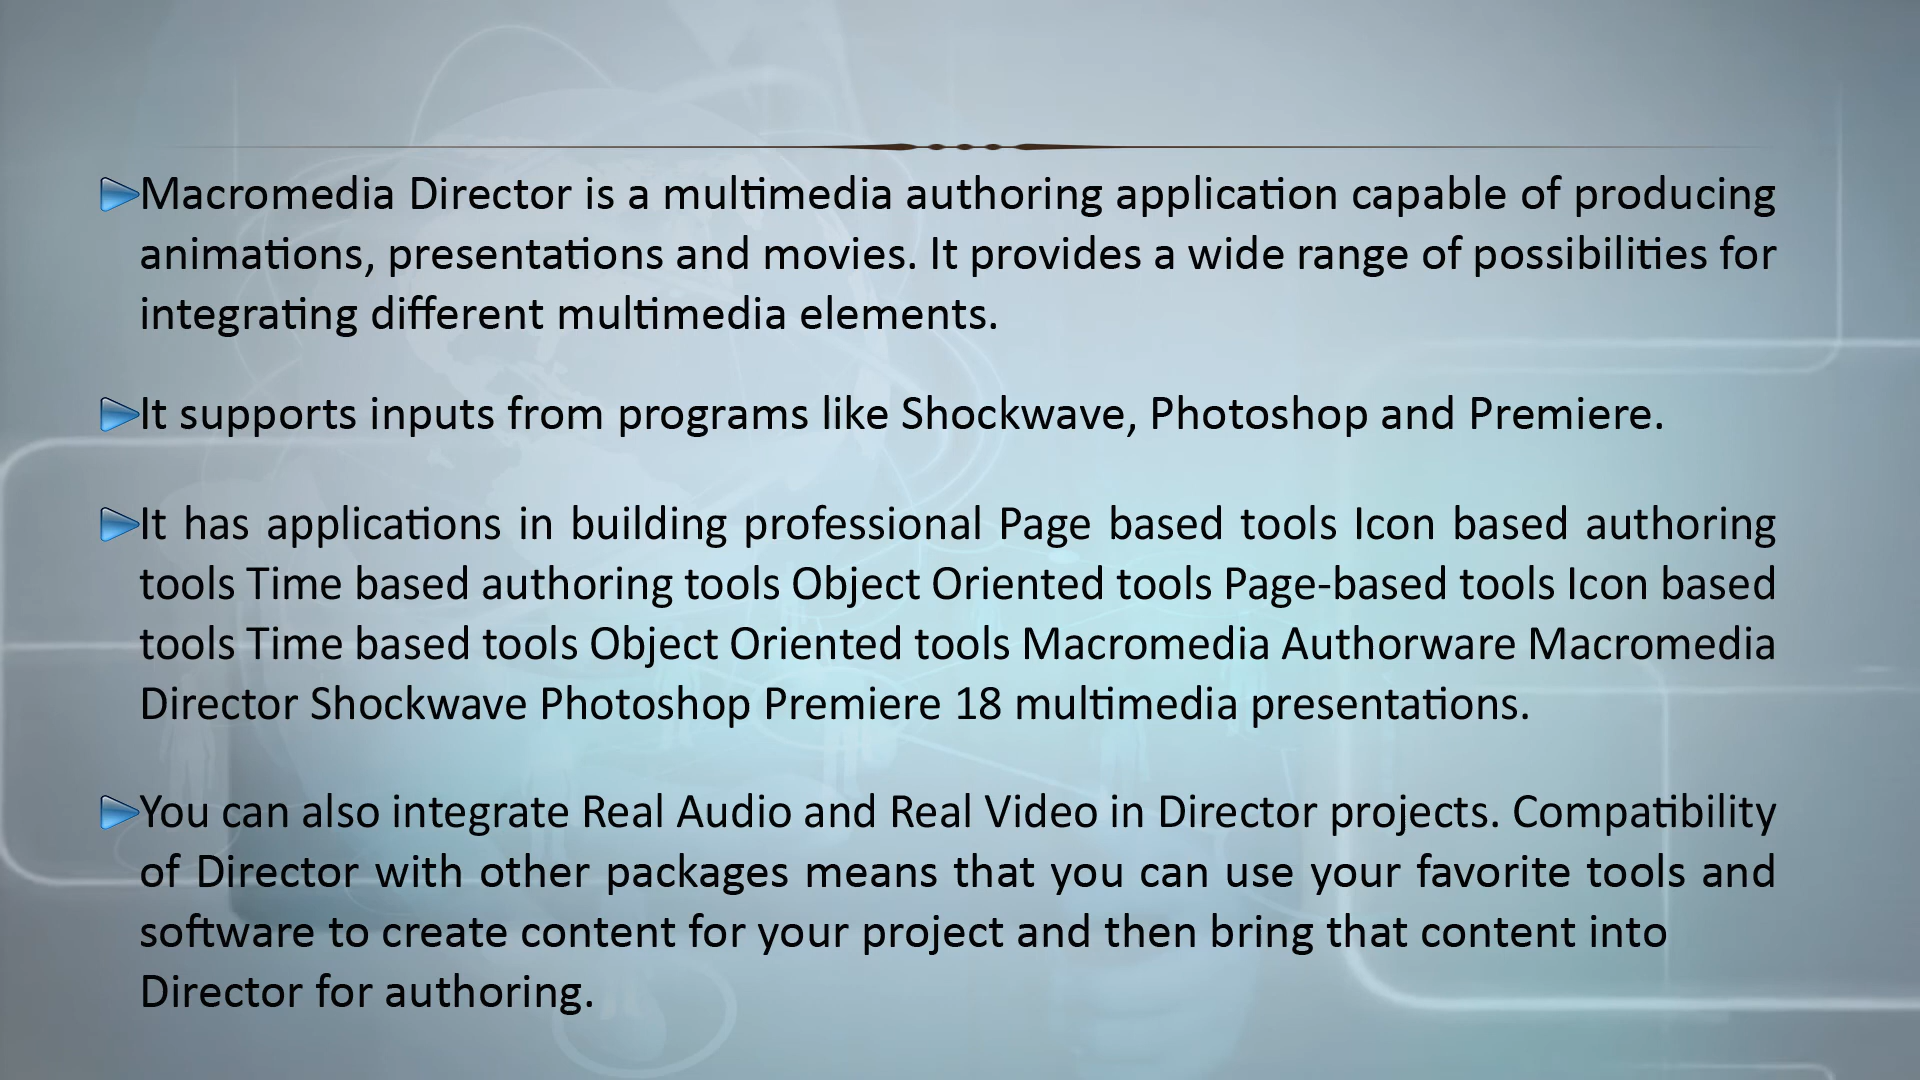 Macromedia Director is a multimedia authoring application capable of producing
animations, presentations and movies. It provides a wide range of possibilities for
integrating different multimedia elements.
It supports inputs from programs like Shockwave, Photoshop and Premiere.
It has applications in building professional Page based tools Icon based authoring
tools Time based authoring tools Object Oriented tools Page-based tools Icon based
tools Time based tools Object Oriented tools Macromedia Authorware Macromedia
Director Shockwave Photoshop Premiere 18 multimedia presentations.
You can also integrate Real Audio and Real Video in Director projects. Compatibility
of Director with other packages means that you can use your favorite tools and
software to create content for your project and then bring that content into
Director for authoring.